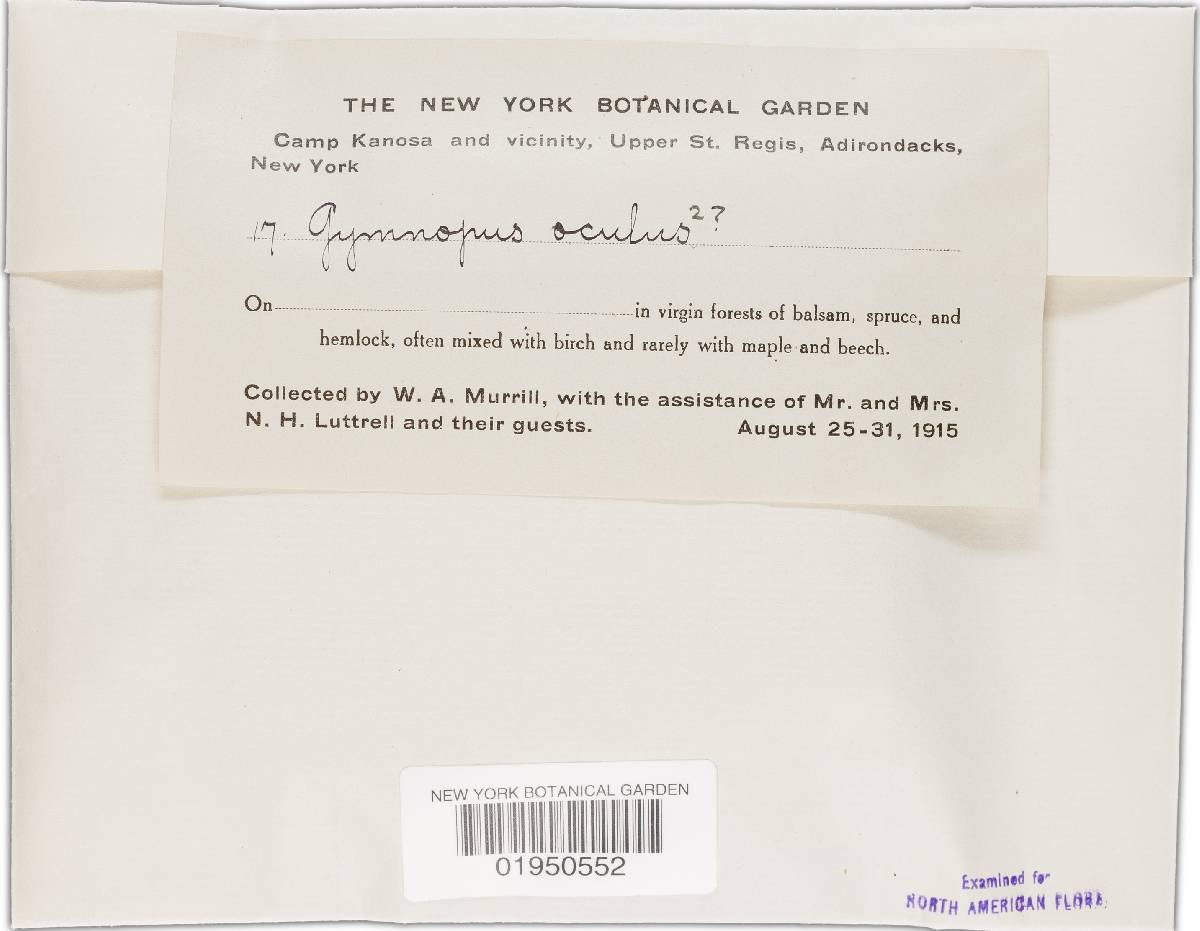 THE NEW YORK BOTANICAL GARDEN
Camp Kanosa and vicinity, Upper St. Regis, Adirondacks,
New York
17. Gymnopus oculus 2?
On in virgin forests of balsam, spruce, and
hemlock, often mixed with birch and rarely with maple and beech.
Collected by W. A. Murrill, with the assistance of Mr. and Mrs.
N. H. Luttrell and their guests. August 25-31, 1915
NEW YORK BOTANICAL GARDEN
01950552
Examined for
NORTH AMERICAN FLORA